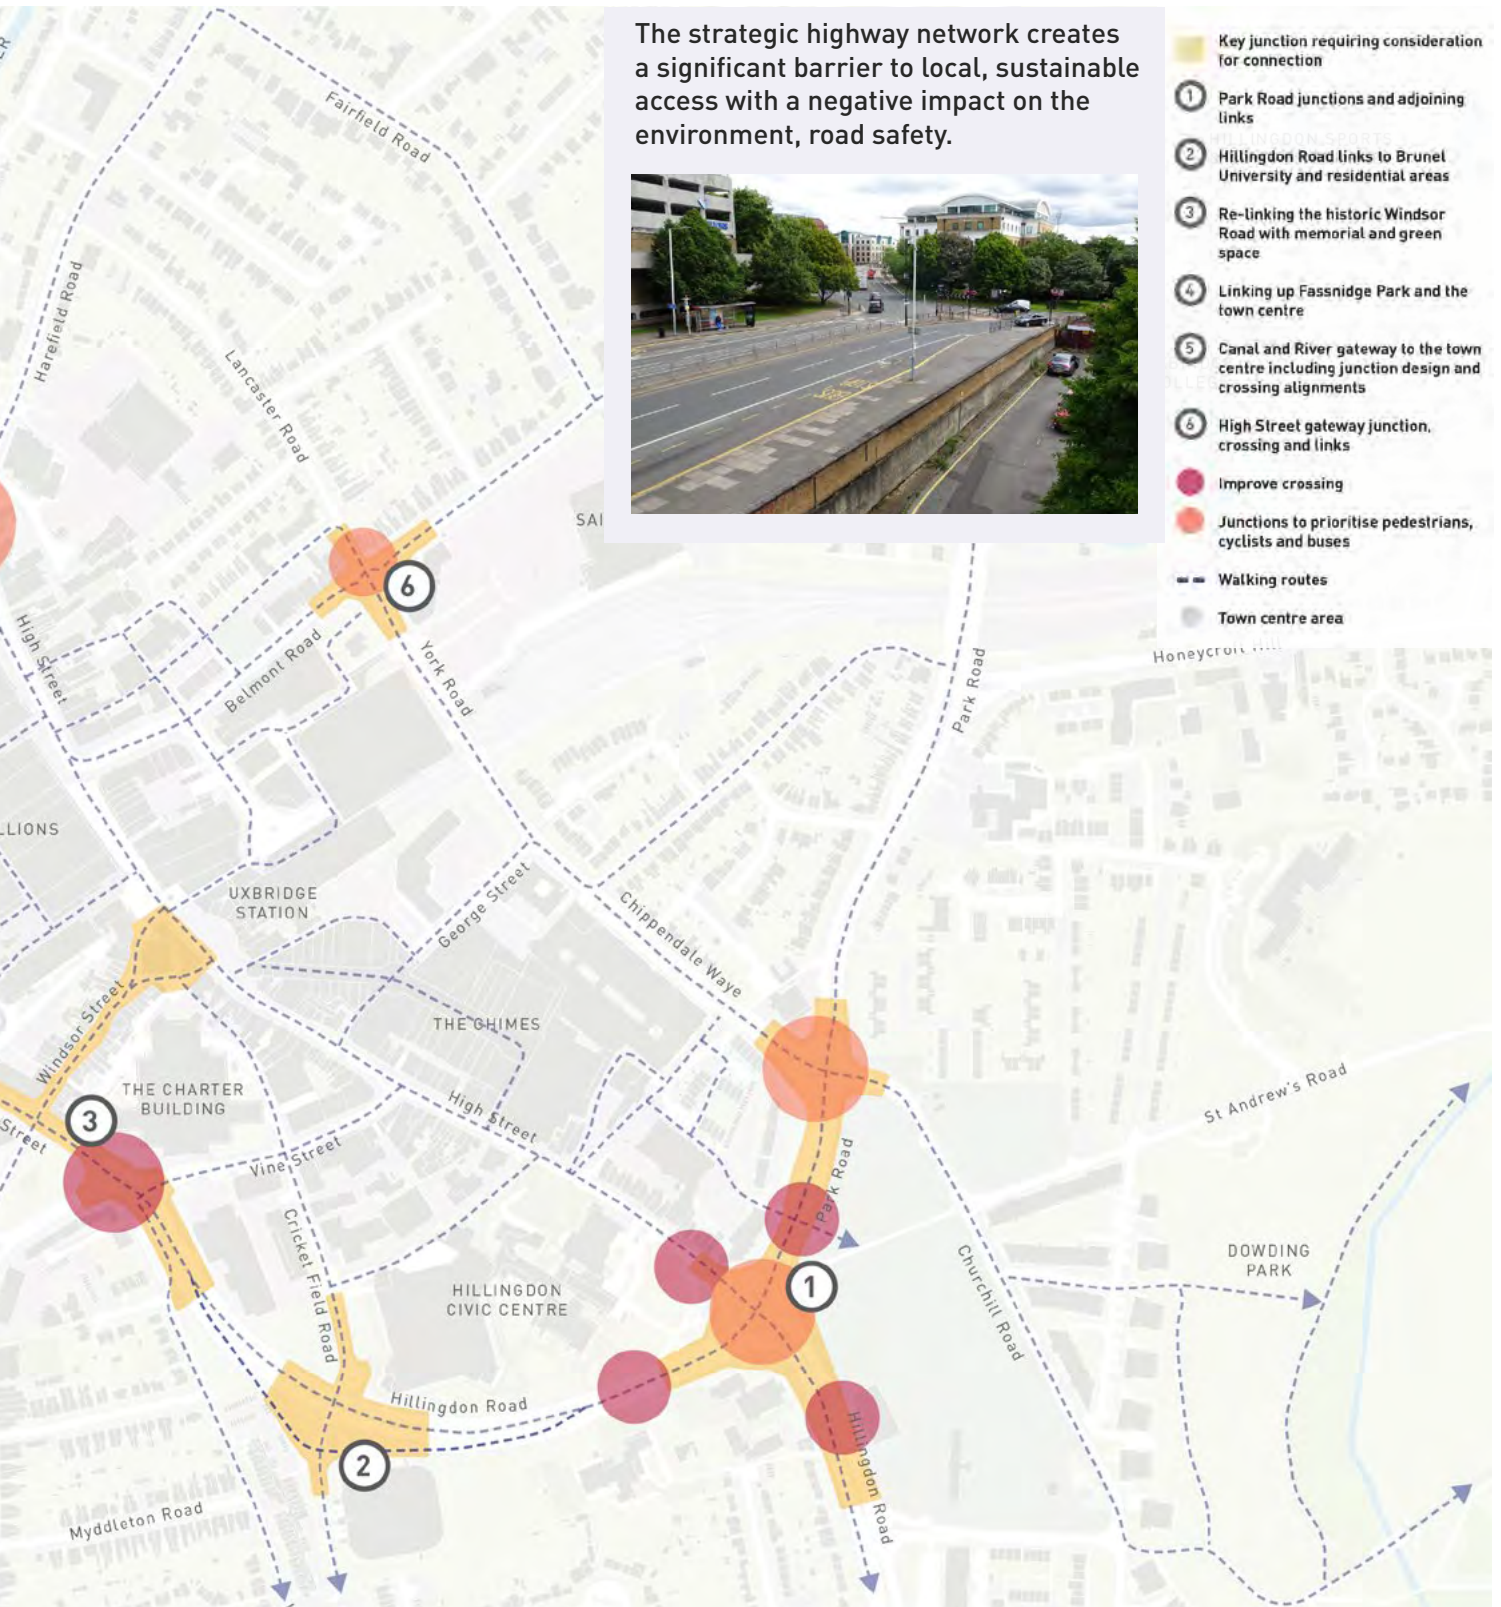 The strategic highway network creates
a significant barrier to local, sustainable
access with a negative impact on the
environment, road safety.
Key junction requiring consideration
for connection
1 Park Road junctions and adjoining
links
2 Hillingdon Road links to Brunel
University and residential areas
3 Re-linking the historic Windsor
Road with memorial and green
space
4 Linking up Fassnidge Park and the
town centre
5 Canal and River gateway to the town
centre including junction design and
crossing alignments
6 High Street gateway junction,
crossing and links
Improve crossing
Junctions to prioritise pedestrians,
cyclists and buses
Walking routes
Town centre area
HILLINGDON SPORTS
Fairfield Road
Harefield Road
Lancaster Road
SAI
6
High Street
Belmont Road
York Road
Park Road
LLIONS
UXBRIDGE
STATION
George Street
Chippendale Waye
Windsor Street
THE CHIMES
THE CHARTER
BUILDING
3
Street
High Street
Vine Street
Park Road
St Andrew's Road
Cricket Field Road
HILLINGDON
CIVIC CENTRE
1
Churchill Road
DOWDING
PARK
Hillingdon Road
2
Hillingdon Road
Myddleton Road